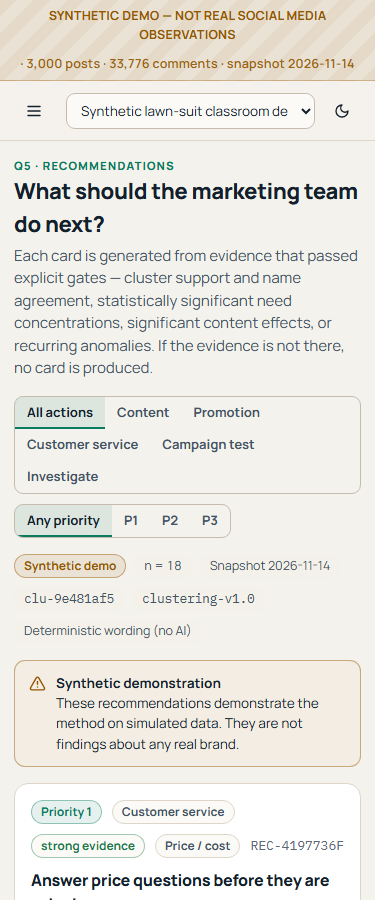 SYNTHETIC DEMO — NOT REAL SOCIAL MEDIA
OBSERVATIONS
· 3,000 posts · 33,776 comments · snapshot 2026-11-14
Synthetic lawn-suit classroom de
Q5 · RECOMMENDATIONS
What should the marketing team
do next?
Each card is generated from evidence that passed
explicit gates — cluster support and name
agreement, statistically significant need
concentrations, significant content effects, or
recurring anomalies. If the evidence is not there,
no card is produced.
All actions Content Promotion
Customer service Campaign test
Investigate
Any priority P1 P2 P3
Synthetic demo n = 18 Snapshot 2026-11-14
clu-9e481af5 clustering-v1.0
Deterministic wording (no AI)
Synthetic demonstration
These recommendations demonstrate the
method on simulated data. They are not
findings about any real brand.
Priority 1 Customer service
strong evidence Price / cost REC-4197736F
Answer price questions before they are